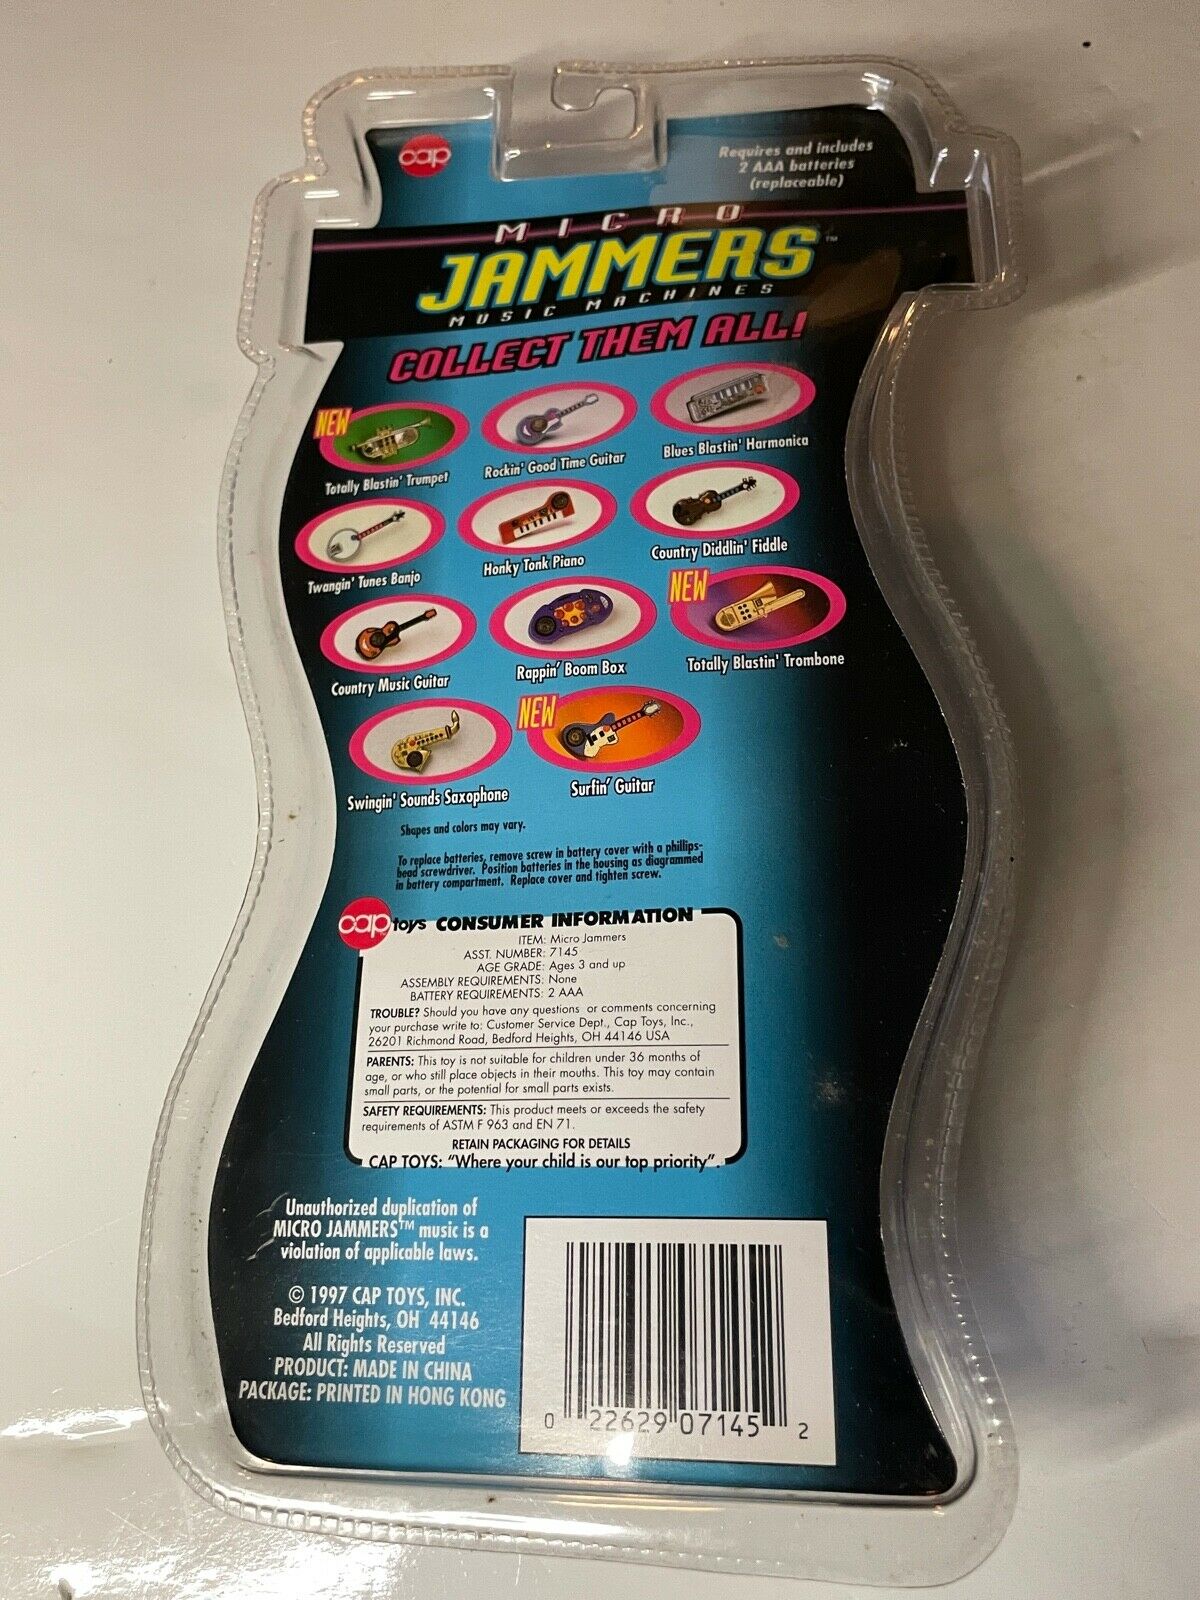 cap
Requires and includes
2 AAA batteries
(replaceable)
MICRO
JAMMERS™
MUSIC MACHINES
COLLECT THEM ALL!
NEW
Totally Blastin' Trumpet
Rockin' Good Time Guitar
Blues Blastin' Harmonica
Twangin' Tunes Banjo
Honky Tonk Piano
Country Diddlin' Fiddle
Country Music Guitar
Rappin' Boom Box
NEW
Totally Blastin' Trombone
Swingin' Sounds Saxophone
NEW
Surfin' Guitar
Shapes and colors may vary.
To replace batteries, remove screw in battery cover with a phillips-
head screwdriver. Position batteries in the housing as diagrammed
in battery compartment. Replace cover and tighten screw.
cap toys CONSUMER INFORMATION
ITEM: Micro Jammers
ASST. NUMBER: 7145
AGE GRADE: Ages 3 and up
ASSEMBLY REQUIREMENTS: None
BATTERY REQUIREMENTS: 2 AAA
TROUBLE? Should you have any questions or comments concerning
your purchase write to: Customer Service Dept., Cap Toys, Inc.,
26201 Richmond Road, Bedford Heights, OH 44146 USA
PARENTS: This toy is not suitable for children under 36 months of
age, or who still place objects in their mouths. This toy may contain
small parts, or the potential for small parts exists.
SAFETY REQUIREMENTS: This product meets or exceeds the safety
requirements of ASTM F 963 and EN 71.
RETAIN PACKAGING FOR DETAILS
CAP TOYS: "Where your child is our top priority".
Unauthorized duplication of
MICRO JAMMERS™ music is a
violation of applicable laws.
© 1997 CAP TOYS, INC.
Bedford Heights, OH 44146
All Rights Reserved
PRODUCT: MADE IN CHINA
PACKAGE: PRINTED IN HONG KONG
0 22629 07145 2